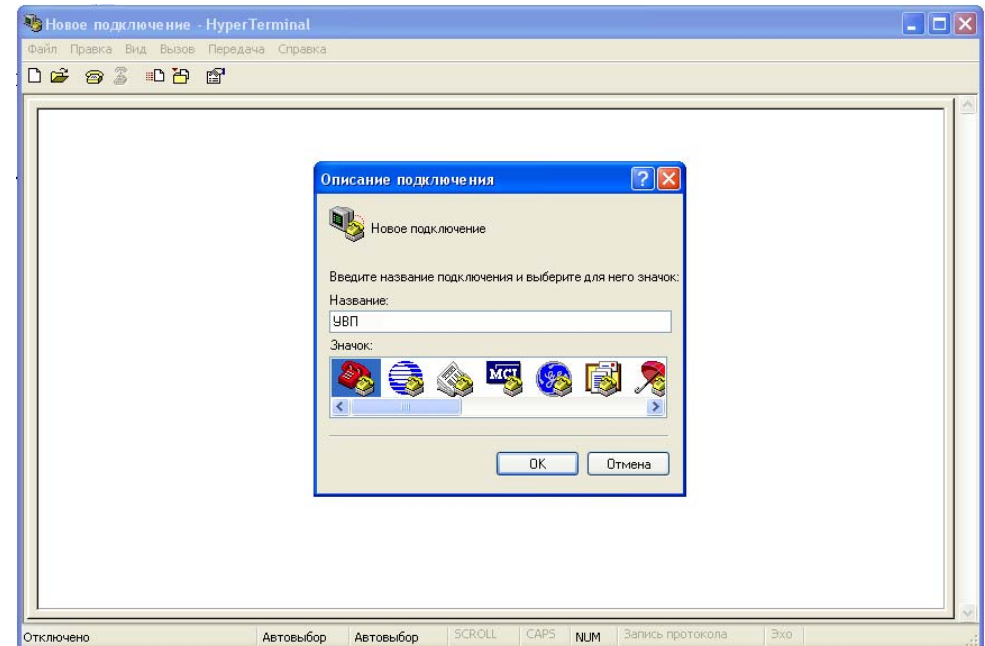 Новое подключение - HyperTerminal
Файл Правка Вид Вызов Передача Справка
Описание подключения
Новое подключение
Введите название подключения и выберите для него значок:
Название:
УВП
Значок:
MCI
OK Отмена
Отключено Автовыбор Автовыбор SCROLL CAPS NUM Запись протокола Эхо